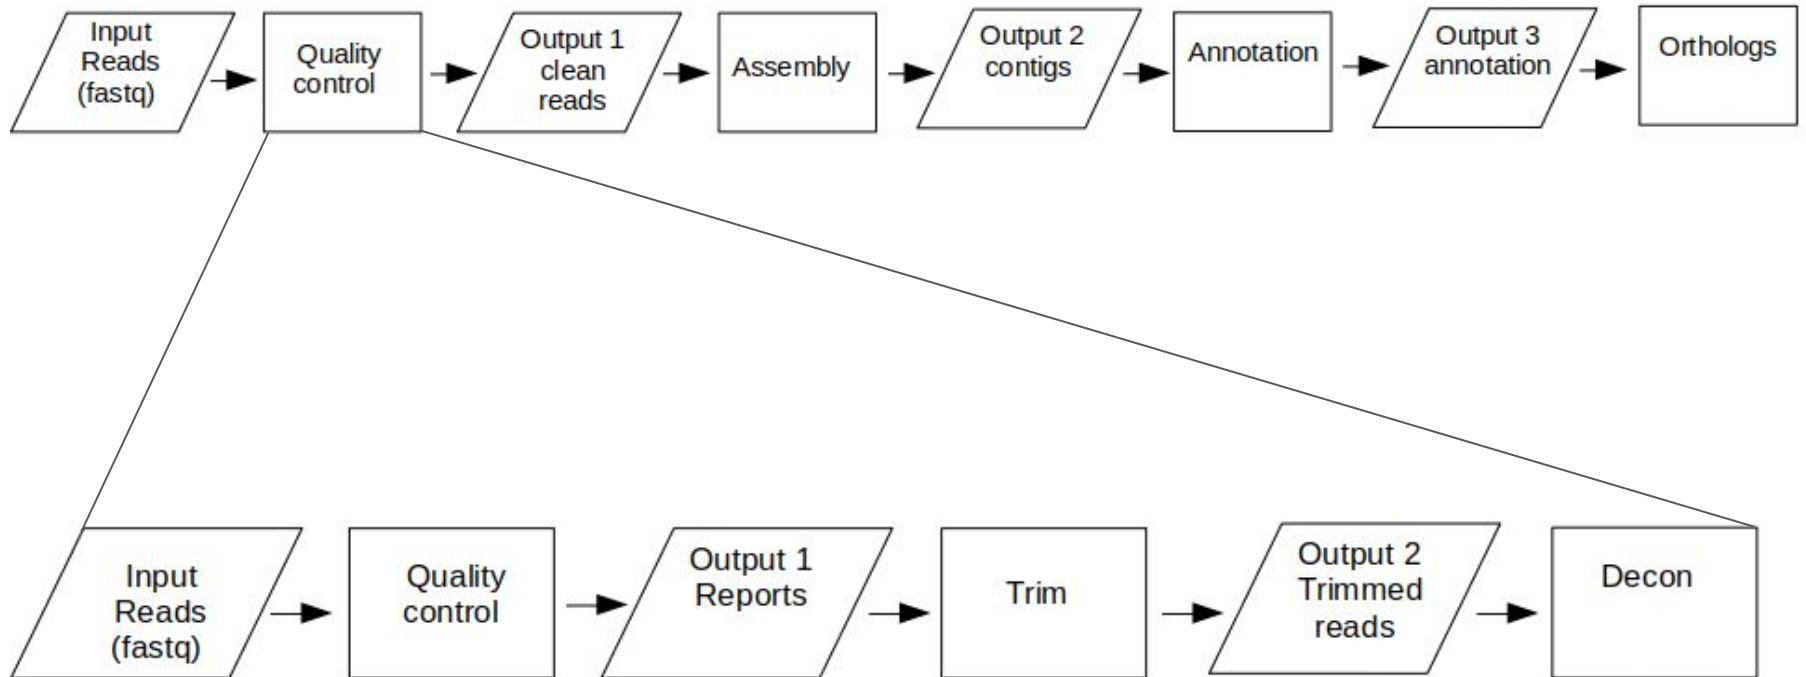 Input
Reads
(fastq)
Quality
control
Output 1
clean
reads
Assembly
Output 2
contigs
Annotation
Output 3
annotation
Orthologs
Input
Reads
(fastq)
Quality
control
Output 1
Reports
Trim
Output 2
Trimmed
reads
Decon